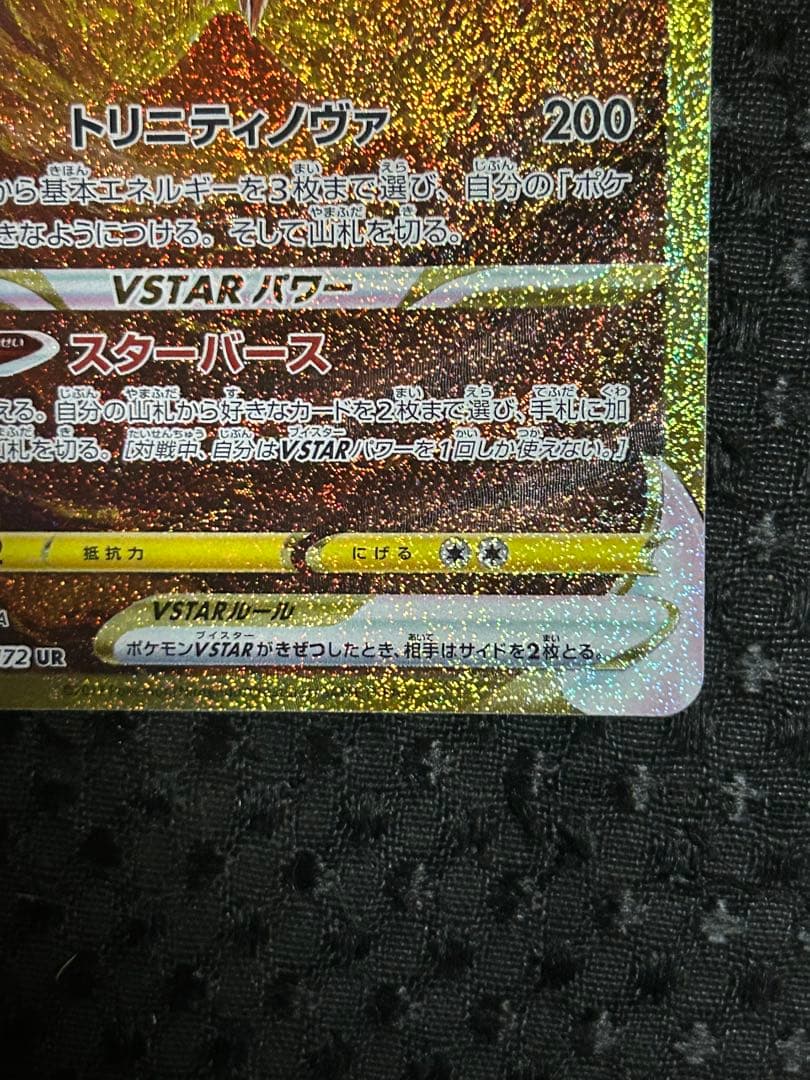 トリニティノヴァ 200
から基本エネルギーを3枚まで選び、自分の「ポケ
きなようにつける。そして山札を切る。
VSTARパワー
せい スターバース
える。自分の山札から好きなカードを2枚まで選び、手札に加
札を切る。[対戦中、自分はVSTARパワーを1回しか使えない。]
2 抵抗力 にげる
VSTARルール
A
172 UR ポケモンVSTARがきぜつしたとき、相手はサイドを2枚とる。